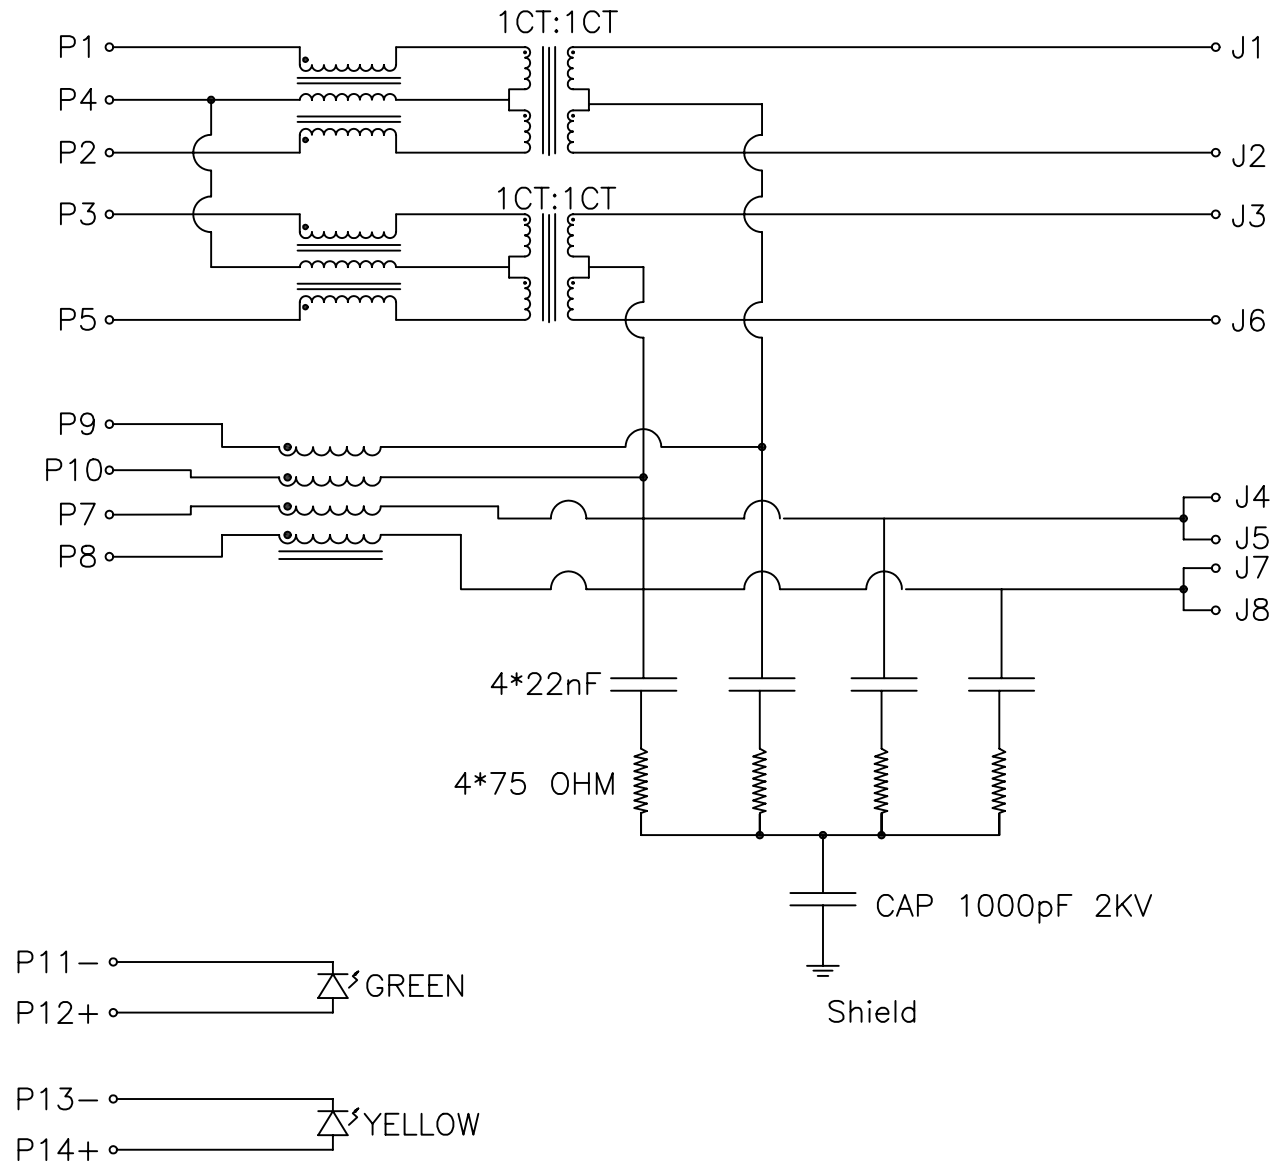 1CT:1CT
P1
J1
P4
P2
J2
1CT:1CT
P3
J3
P5
J6
P9
P10
J4
P7
J5
P8
J7
J8
4*22nF
4*75 OHM
CAP 1000pF 2KV
P11-
GREEN
P12+
Shield
P13-
YELLOW
P14+